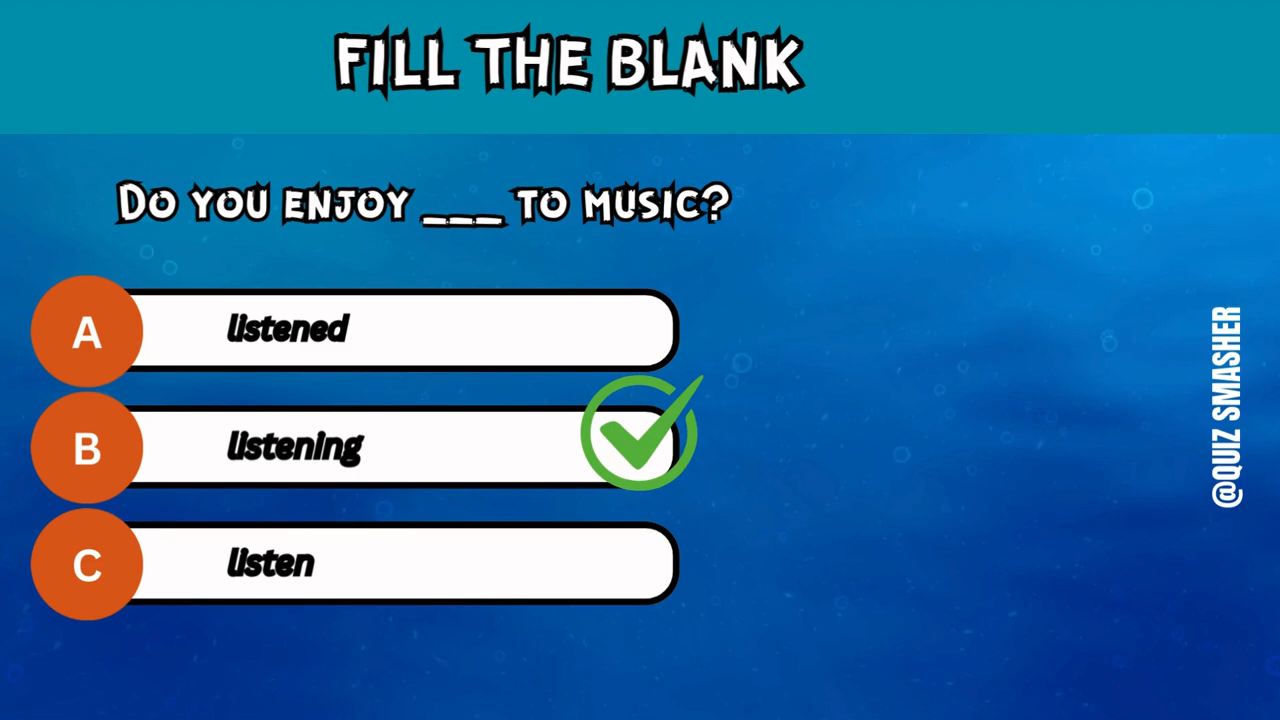 FILL THE BLANK
DO YOU ENJOY ___ TO MUSIC?
A
listened
B
listening
C
listen
@QUIZ SMASHER